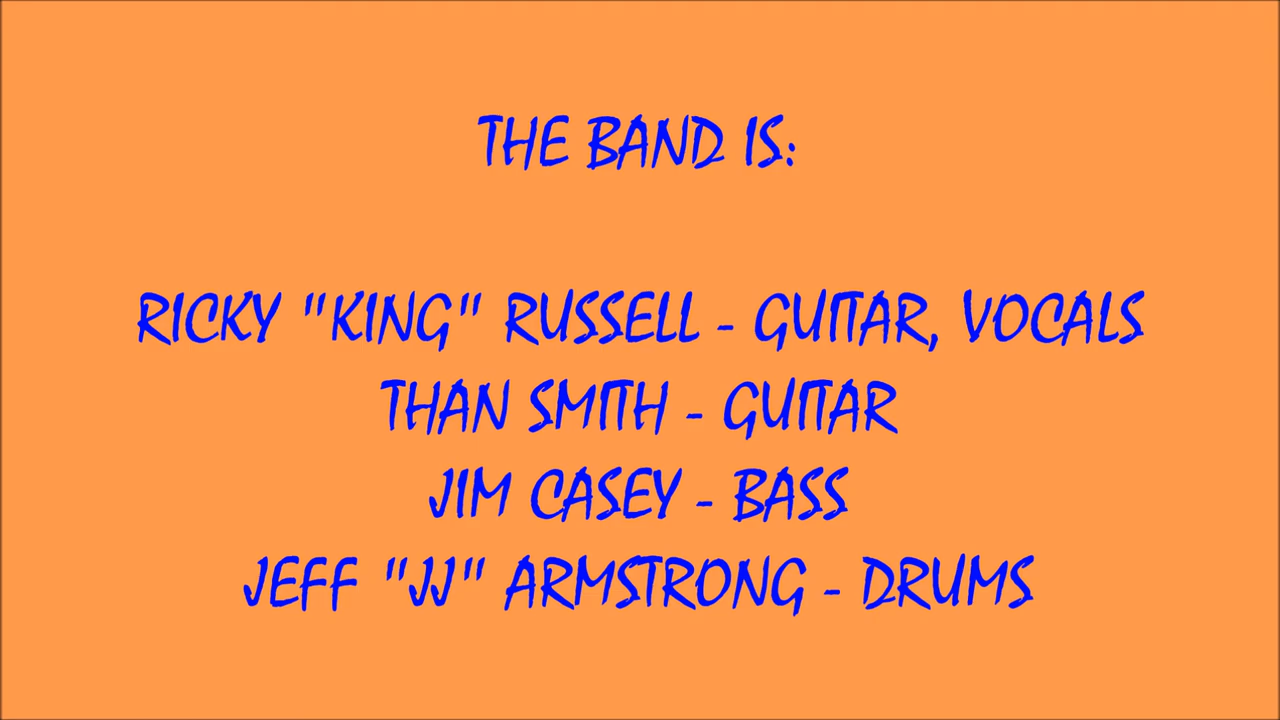 THE BAND IS:
RICKY "KING" RUSSELL - GUITAR, VOCALS
THAN SMITH - GUITAR
JIM CASEY - BASS
JEFF "JJ" ARMSTRONG - DRUMS